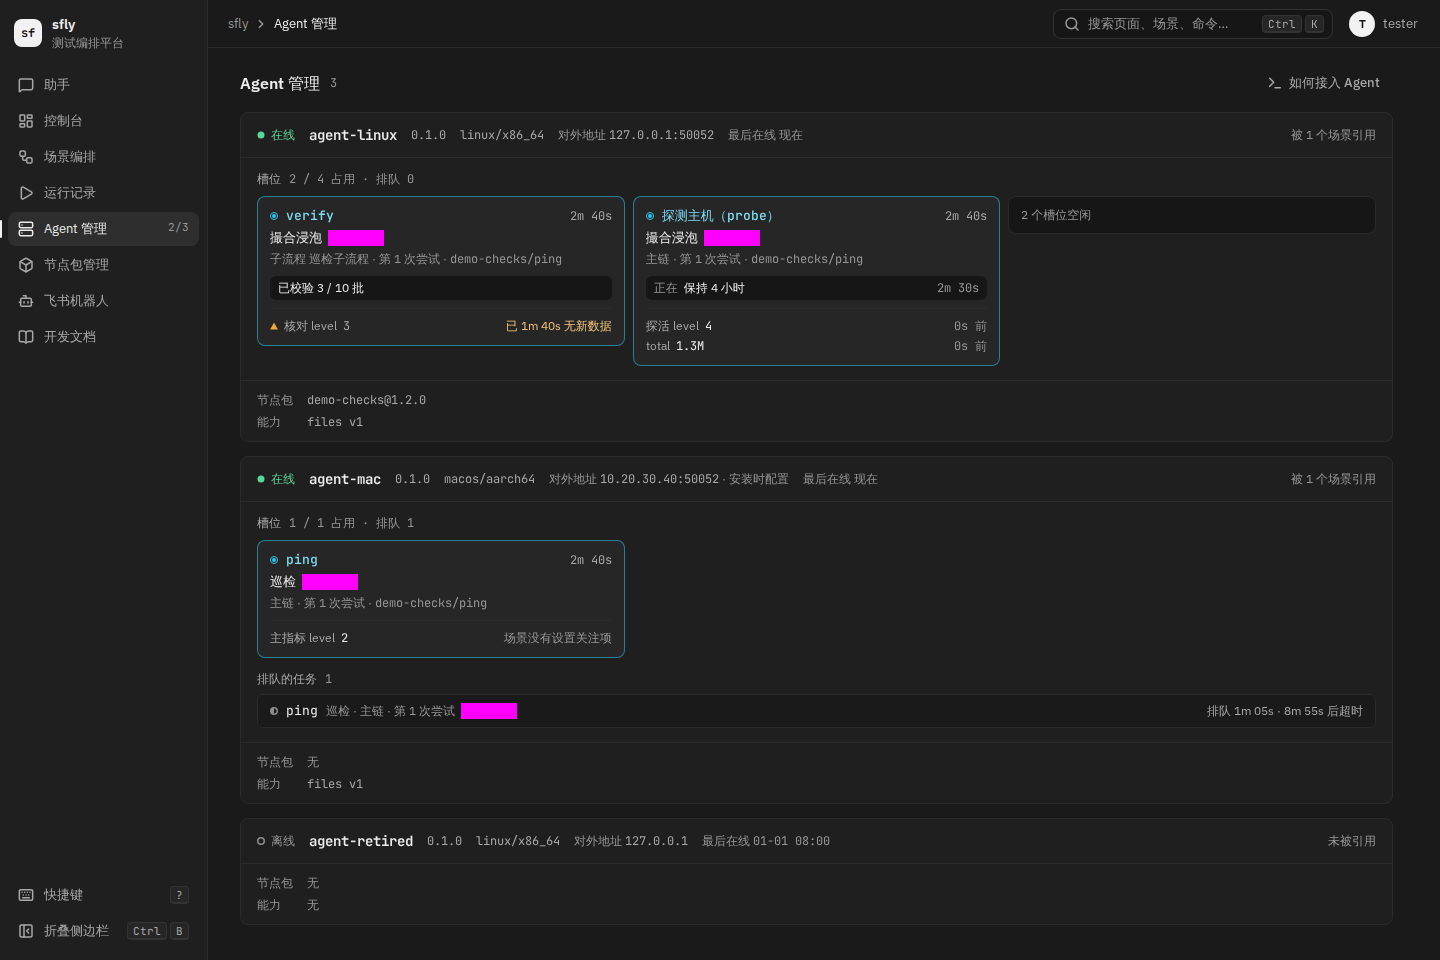 sf
sfly
测试编排平台
助手
控制台
场景编排
运行记录
Agent 管理 2/3
节点包管理
飞书机器人
开发文档
快捷键 ?
折叠侧边栏 Ctrl B
sfly > Agent 管理
搜索页面、场景、命令... Ctrl K
T tester
Agent 管理 3
如何接入 Agent
在线 agent-linux 0.1.0 linux/x86_64 对外地址 127.0.0.1:50052 最后在线 现在 被 1 个场景引用
槽位 2 / 4 占用 · 排队 0
verify 2m 40s
撮合浸泡
子流程 巡检子流程 · 第 1 次尝试 · demo-checks/ping
已校验 3 / 10 批
核对 level 3 已 1m 40s 无新数据
探测主机（probe） 2m 40s
撮合浸泡
主链 · 第 1 次尝试 · demo-checks/ping
正在 保持 4 小时 2m 30s
探活 level 4 0s 前
total 1.3M 0s 前
2 个槽位空闲
节点包 demo-checks@1.2.0
能力 files v1
在线 agent-mac 0.1.0 macos/aarch64 对外地址 10.20.30.40:50052 · 安装时配置 最后在线 现在 被 1 个场景引用
槽位 1 / 1 占用 · 排队 1
ping 2m 40s
巡检
主链 · 第 1 次尝试 · demo-checks/ping
主指标 level 2 场景没有设置关注项
排队的任务 1
ping 巡检 · 主链 · 第 1 次尝试 排队 1m 05s · 8m 55s 后超时
节点包 无
能力 files v1
离线 agent-retired 0.1.0 linux/x86_64 对外地址 127.0.0.1 最后在线 01-01 08:00 未被引用
节点包 无
能力 无